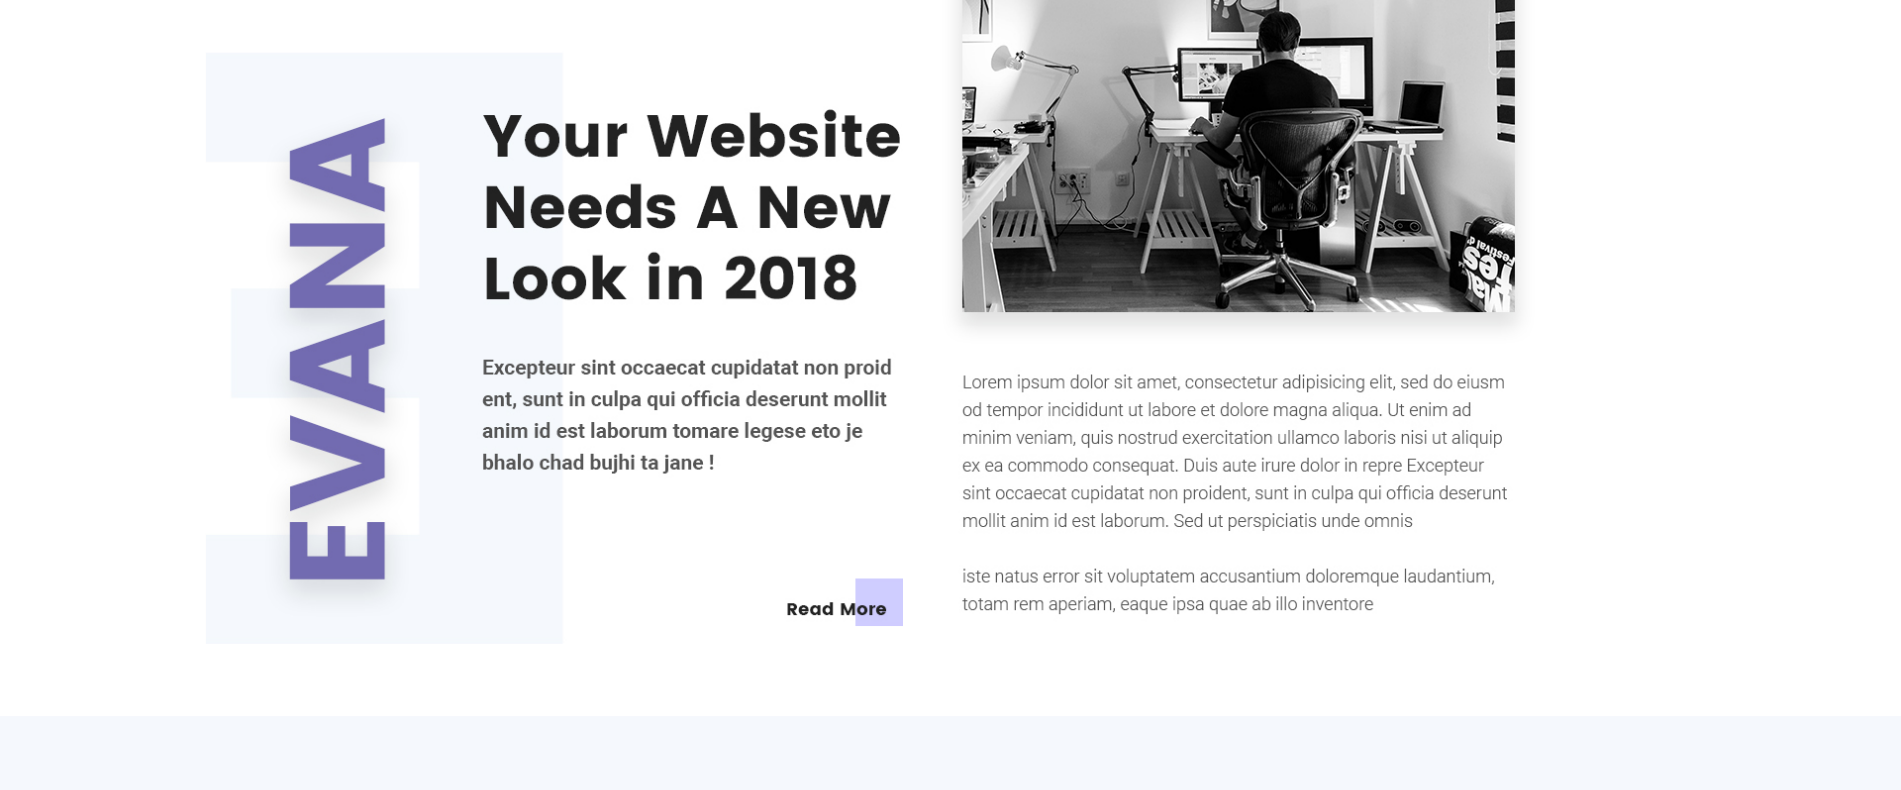 EVANA
Your Website
Needs A New
Look in 2018
Excepteur sint occaecat cupidatat non proid
ent, sunt in culpa qui officia deserunt mollit
anim id est laborum tomare legese eto je
bhalo chad bujhi ta jane !
Read More
Lorem ipsum dolor sit amet, consectetur adipisicing elit, sed do eiusm
od tempor incididunt ut labore et dolore magna aliqua. Ut enim ad
minim veniam, quis nostrud exercitation ullamco laboris nisi ut aliquip
ex ea commodo consequat. Duis aute irure dolor in repre Excepteur
sint occaecat cupidatat non proident, sunt in culpa qui officia deserunt
mollit anim id est laborum. Sed ut perspiciatis unde omnis
iste natus error sit voluptatem accusantium doloremque laudantium,
totam rem aperiam, eaque ipsa quae ab illo inventore